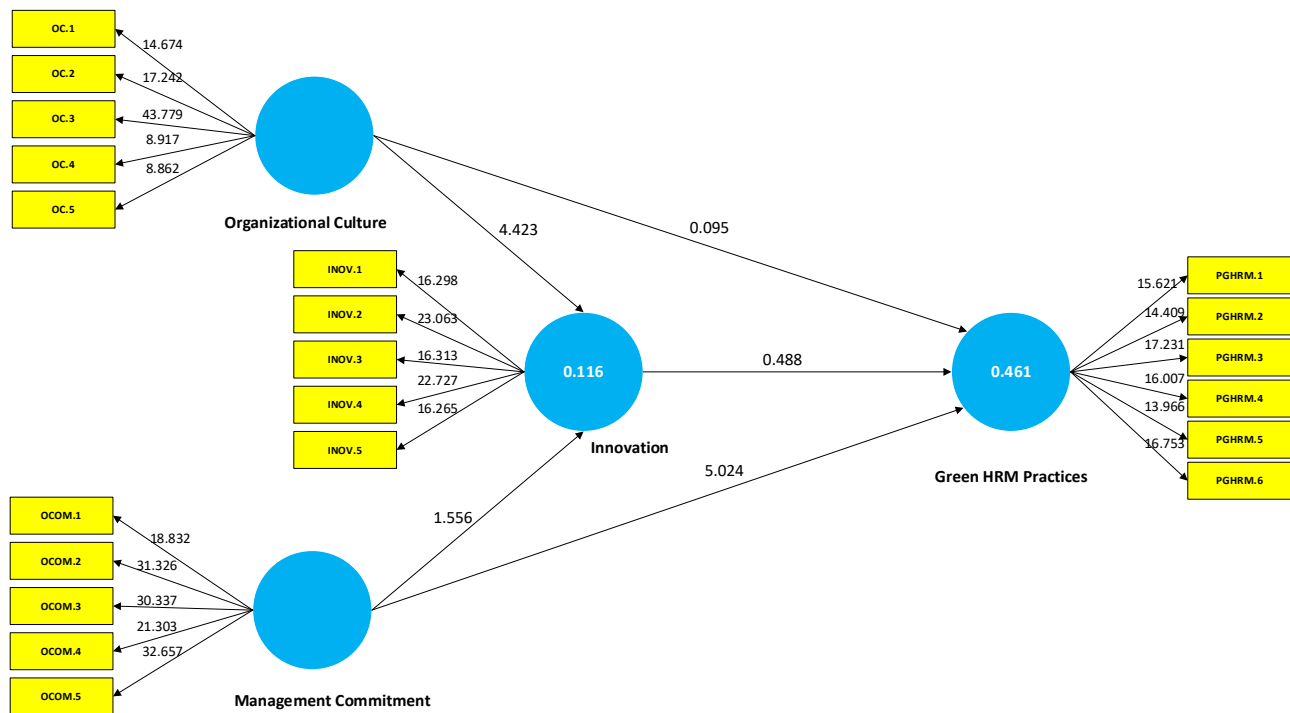 OC.1
OC.2
OC.3
OC.4
OC.5
14.674
17.242
43.779
8.917
8.862
Organizational Culture
4.423
0.095
INOV.1
INOV.2
INOV.3
INOV.4
INOV.5
16.298
23.063
16.313
22.727
16.265
0.116
Innovation
0.488
0.461
Green HRM Practices
15.621
14.409
17.231
16.007
13.966
16.753
PGHRM.1
PGHRM.2
PGHRM.3
PGHRM.4
PGHRM.5
PGHRM.6
5.024
1.556
OCOM.1
OCOM.2
OCOM.3
OCOM.4
OCOM.5
18.832
31.326
30.337
21.303
32.657
Management Commitment